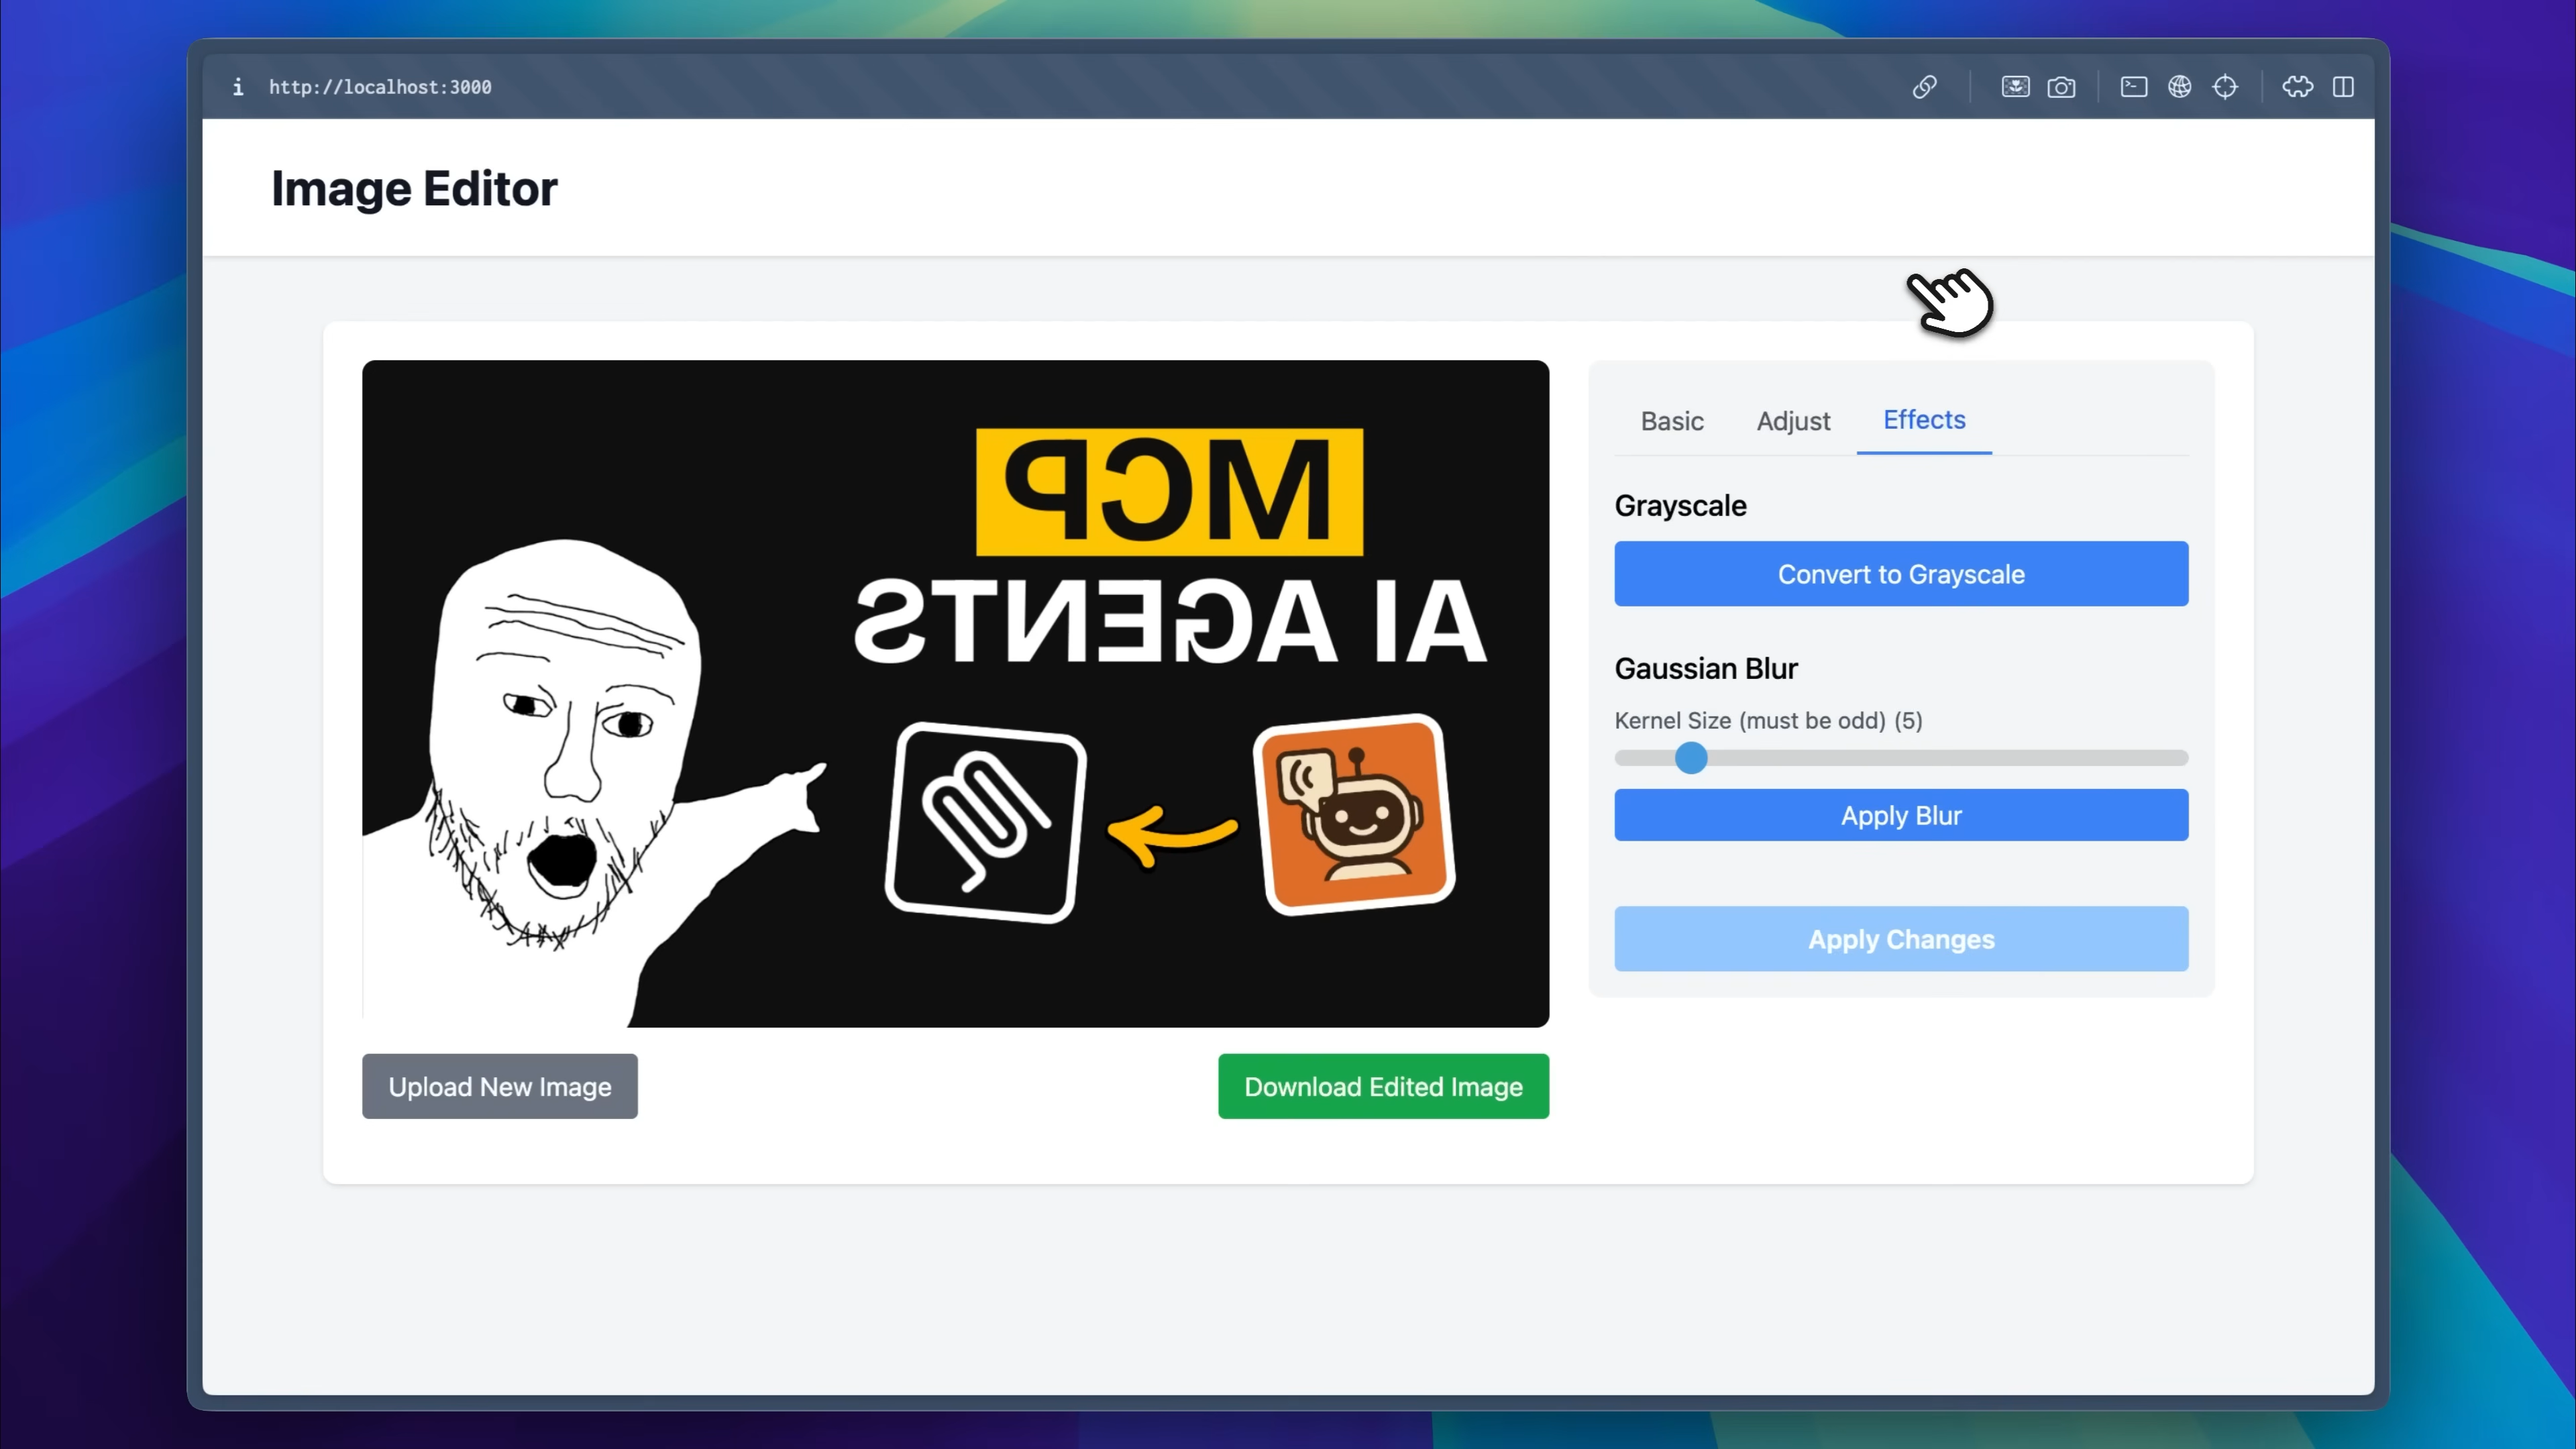 http://localhost:3000
Image Editor
MCP
AI AGENTS
Basic Adjust Effects
Grayscale
Convert to Grayscale
Gaussian Blur
Kernel Size (must be odd) (5)
Apply Blur
Apply Changes
Upload New Image
Download Edited Image